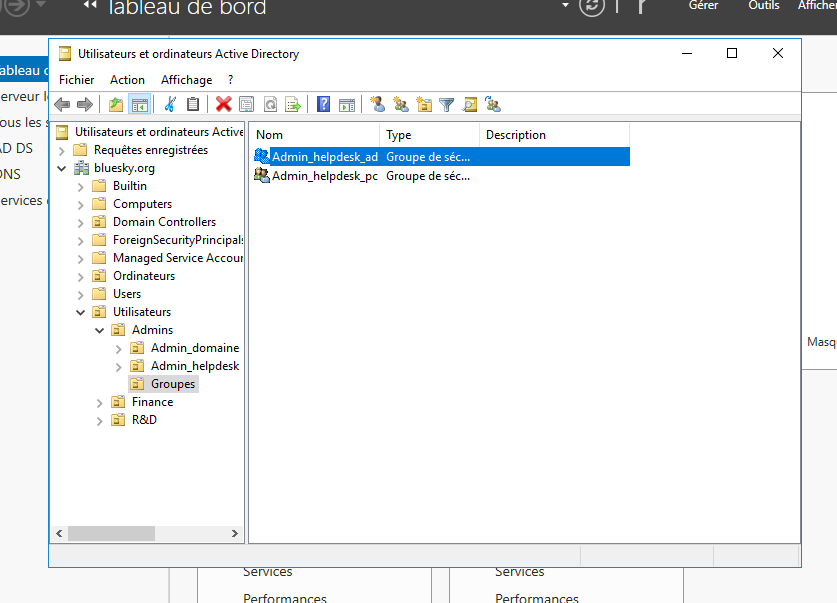 Tableau de bord
Gérer Outils Afficher
Utilisateurs et ordinateurs Active Directory
Fichier Action Affichage ?
Tableau d
erveur l
ous les s
AD DS
DNS
ervices
Utilisateurs et ordinateurs Active
Requêtes enregistrées
bluesky.org
Builtin
Computers
Domain Controllers
ForeignSecurityPrincipals
Managed Service Accour
Ordinateurs
Users
Utilisateurs
Admins
Admin_domaine
Admin_helpdesk
Groupes
Finance
R&D
Nom Type Description
Admin_helpdesk_ad Groupe de séc...
Admin_helpdesk_pc Groupe de séc...
Masq
Services Services
Performances Performances